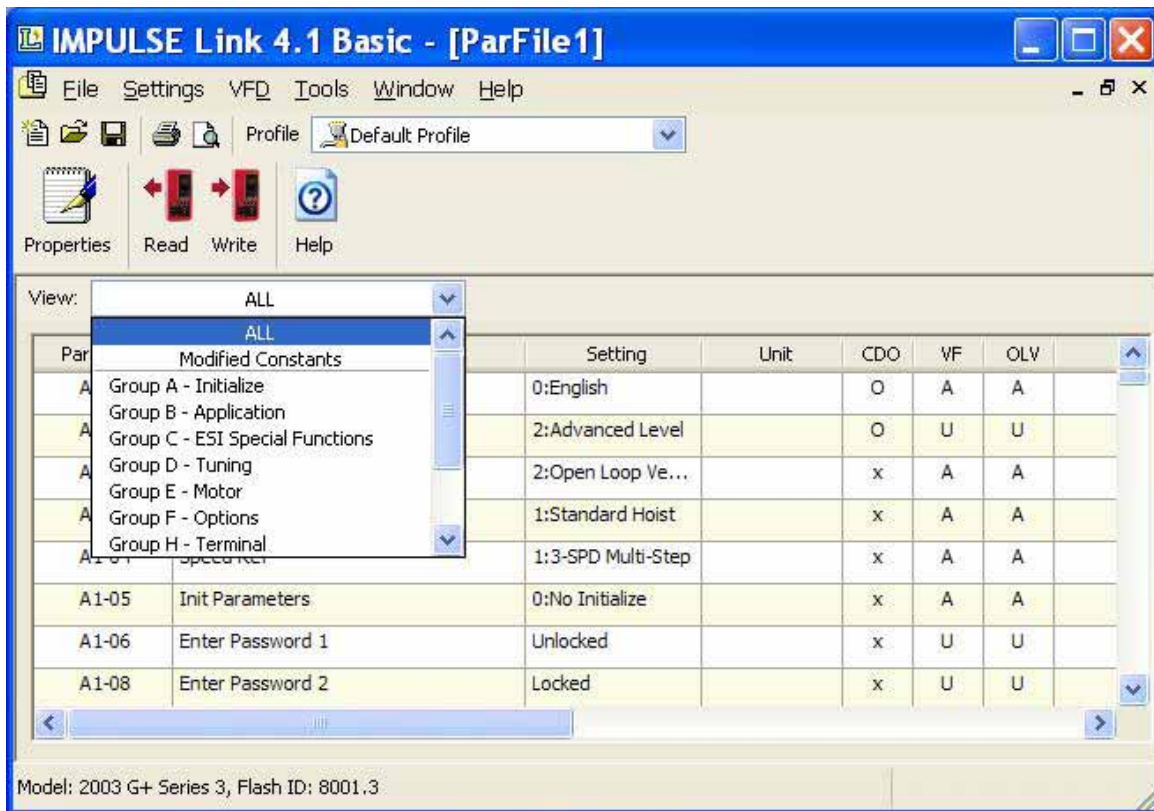 IMPULSE Link 4.1 Basic - [ParFile1]
File Settings VFD Tools Window Help
Profile Default Profile
Properties Read Write Help
View: ALL
ALL
Modified Constants
Group A - Initialize
Group B - Application
Group C - ESI Special Functions
Group D - Tuning
Group E - Motor
Group F - Options
Group H - Terminal
Par Setting Unit CDO VF OLV
A 0:English O A A
A 2:Advanced Level O U U
A 2:Open Loop Ve... x A A
A 1:Standard Hoist x A A
1:3-SPD Multi-Step x A A
A1-05 Init Parameters 0:No Initialize x A A
A1-06 Enter Password 1 Unlocked x U U
A1-08 Enter Password 2 Locked x U U
Model: 2003 G+ Series 3, Flash ID: 8001.3